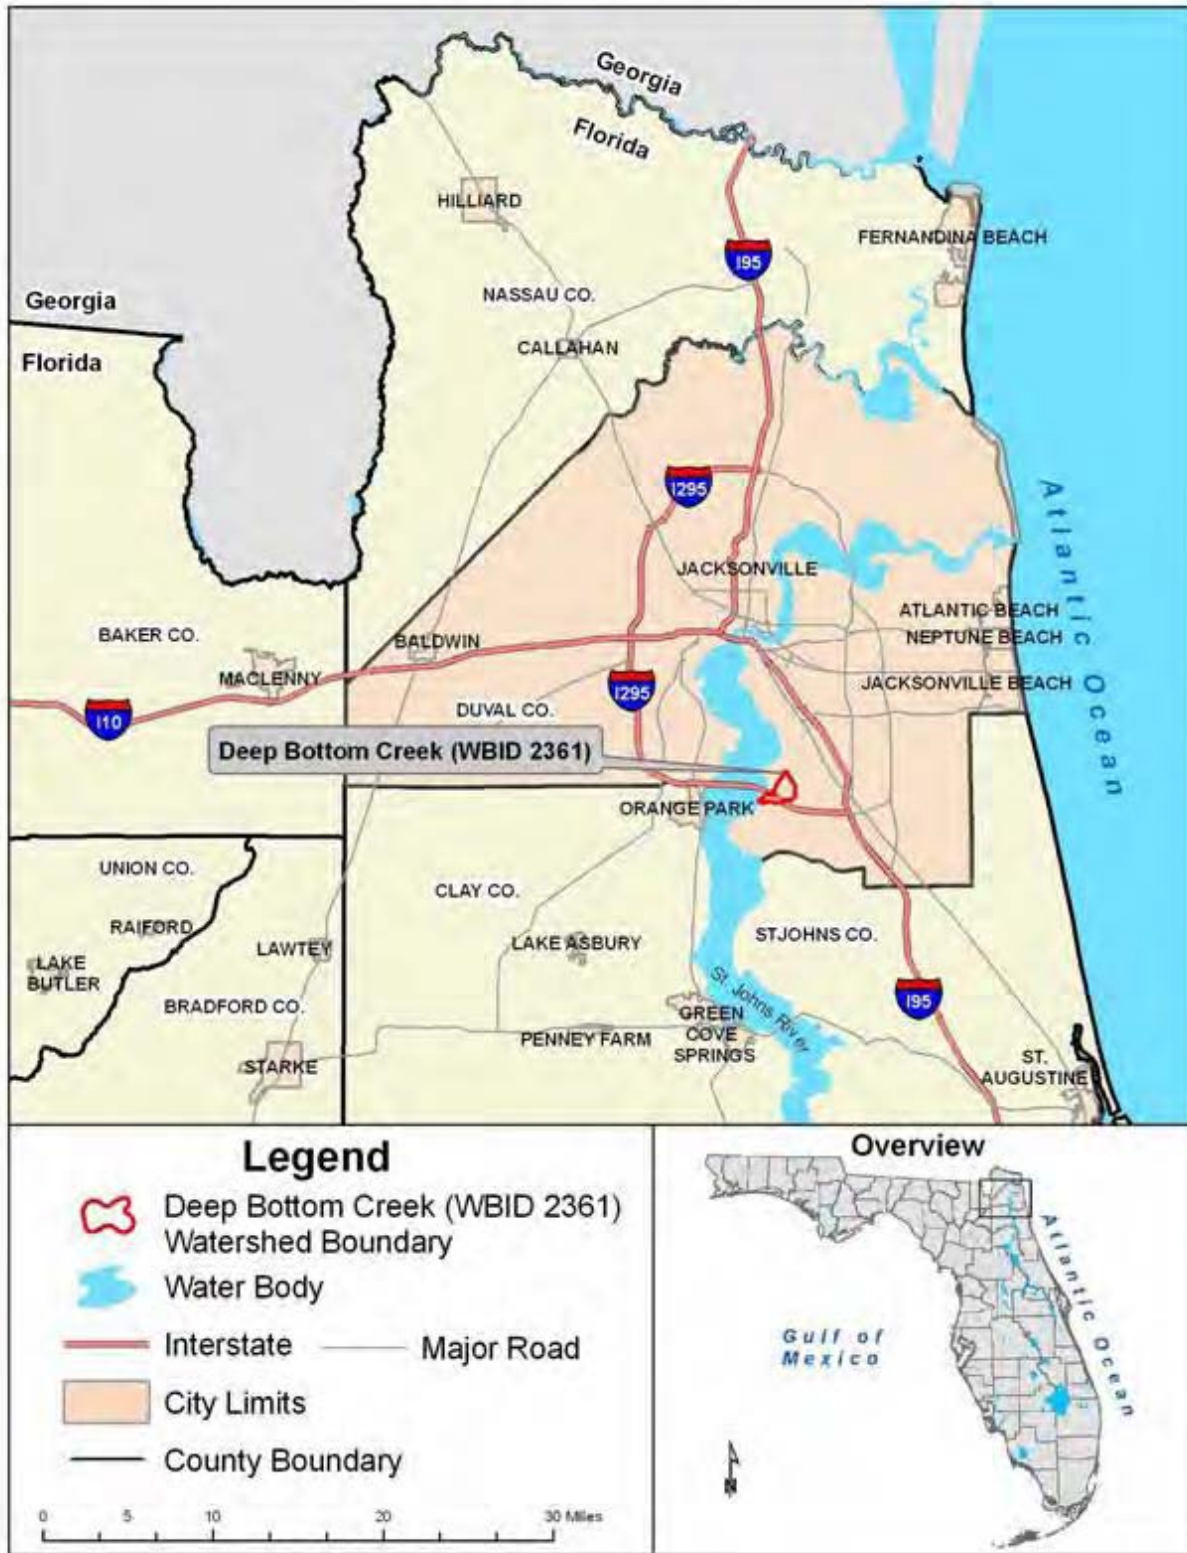 Georgia
Florida
HILLIARD
FERNANDINA BEACH
I95
NASSAU CO.
Georgia
CALLAHAN
Florida
I295
Atlantic Ocean
JACKSONVILLE
ATLANTIC BEACH
BAKER CO.
BALDWIN
NEPTUNE BEACH
MACLENNY
JACKSONVILLE BEACH
I295
I10
DUVAL CO.
Deep Bottom Creek (WBID 2361)
ORANGE PARK
UNION CO.
CLAY CO.
RAIFORD
STJOHNS CO.
LAWTEY
LAKE ASBURY
LAKE
BUTLER
St. Johns River
I95
BRADFORD CO.
GREEN
COVE
SPRINGS
PENNEY FARM
STARKE
ST.
AUGUSTINE
Legend
Deep Bottom Creek (WBID 2361)
Watershed Boundary
Water Body
Interstate
Major Road
City Limits
County Boundary
0 5 10 20 30 Miles
Overview
Atlantic Ocean
Gulf of
Mexico
N